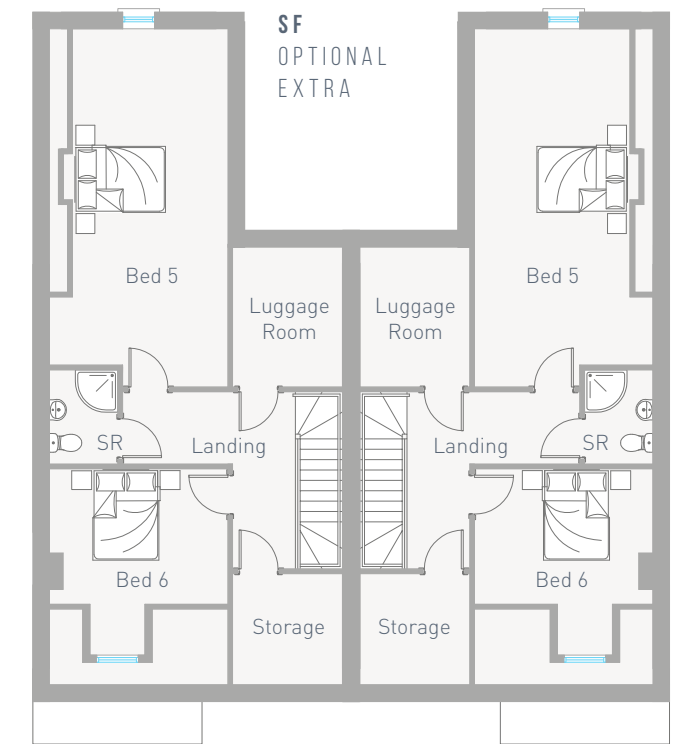 SF
OPTIONAL
EXTRA
Bed 5
Bed 5
Luggage
Room
Luggage
Room
SR
Landing
Landing
SR
Bed 6
Bed 6
Storage
Storage